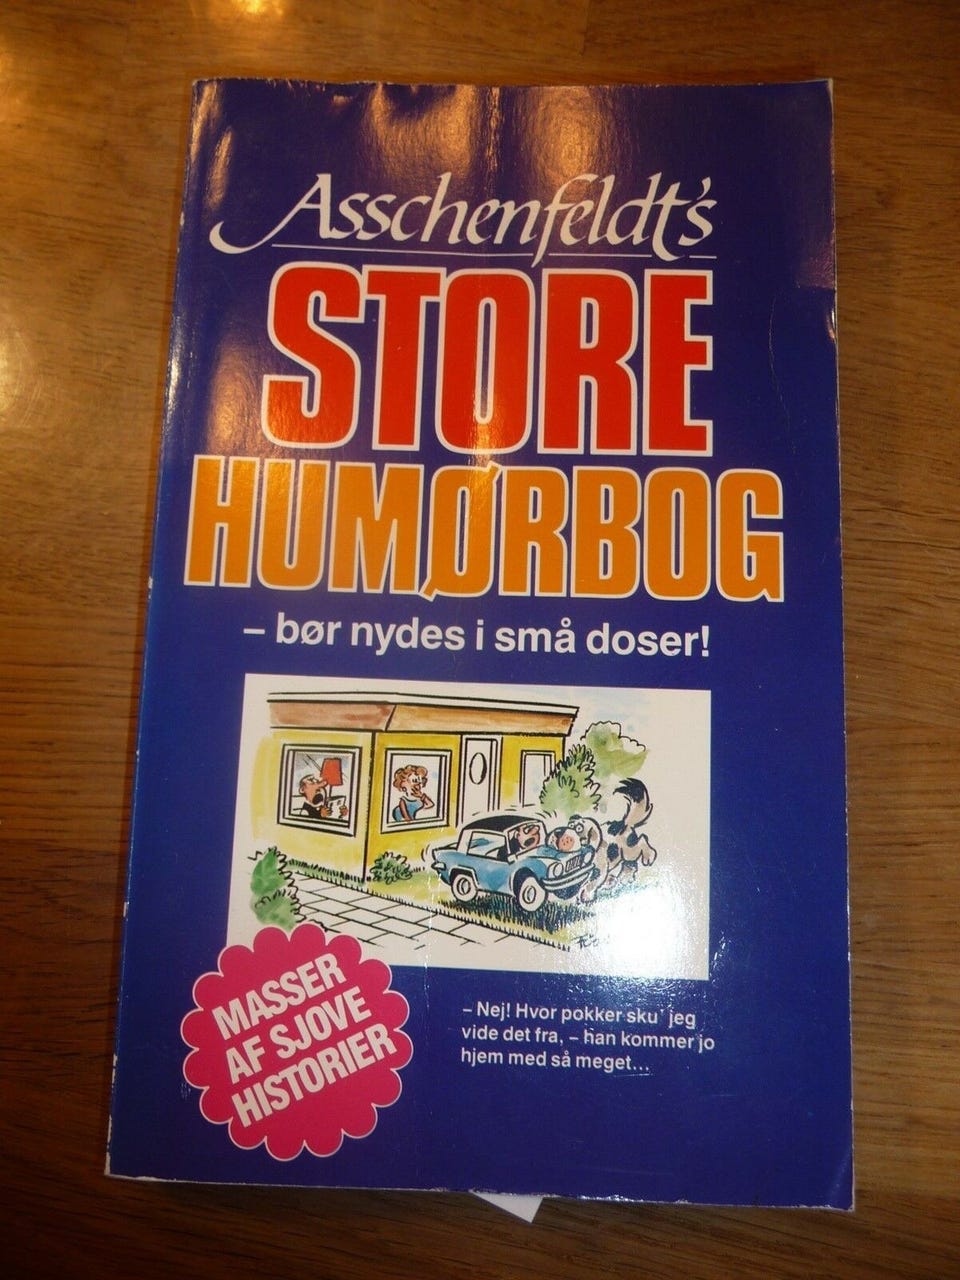 Asschenfeldt's
STORE
HUMØRBOG
– bør nydes i små doser!
MASSER
AF SJOVE
HISTORIER
– Nej! Hvor pokker sku' jeg
vide det fra, – han kommer jo
hjem med så meget...